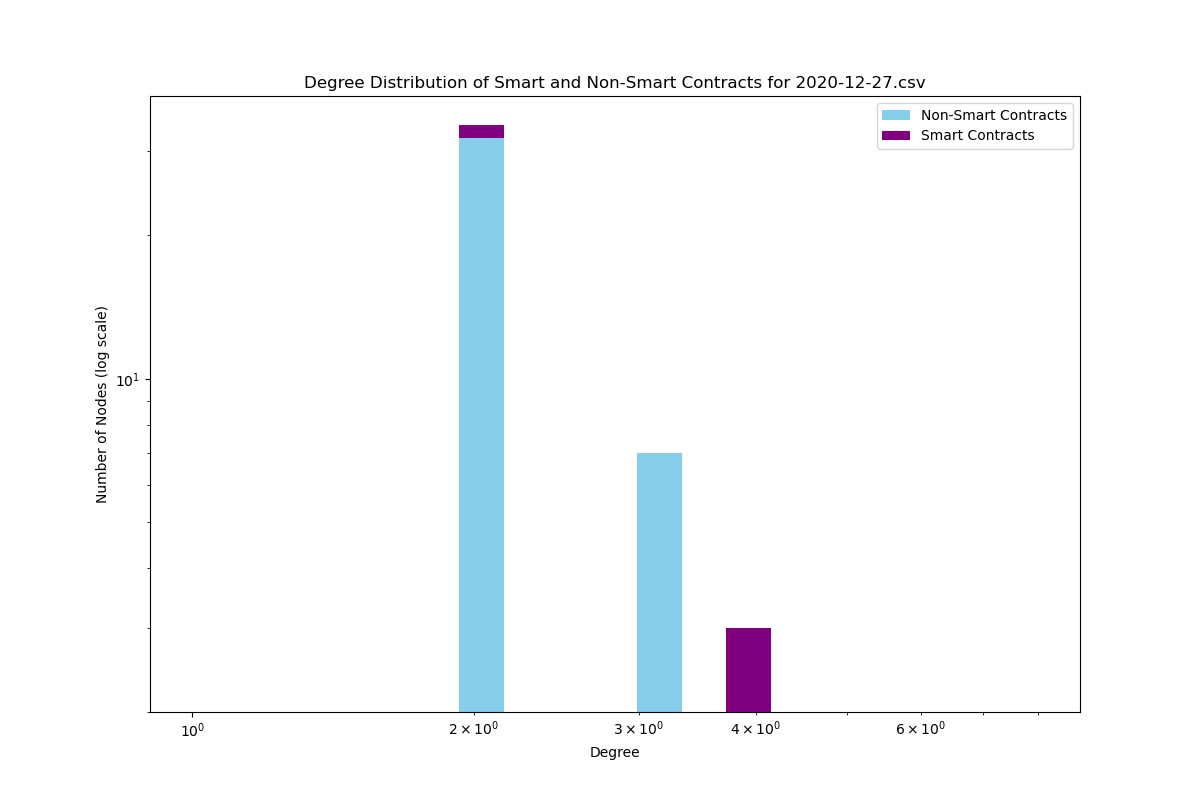 Degree Distribution of Smart and Non-Smart Contracts for 2020-12-27.csv
Non-Smart Contracts
Smart Contracts
Number of Nodes (log scale)
10¹
10⁰
2 × 10⁰
3 × 10⁰
4 × 10⁰
6 × 10⁰
Degree